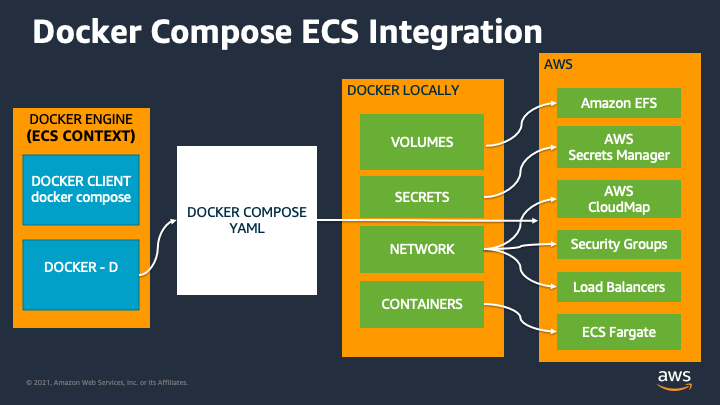 Docker Compose ECS Integration
DOCKER ENGINE
(ECS CONTEXT)
DOCKER CLIENT
docker compose
DOCKER - D
DOCKER COMPOSE
YAML
DOCKER LOCALLY
VOLUMES
SECRETS
NETWORK
CONTAINERS
AWS
Amazon EFS
AWS
Secrets Manager
AWS
CloudMap
Security Groups
Load Balancers
ECS Fargate
© 2021, Amazon Web Services, Inc. or its Affiliates.
aws